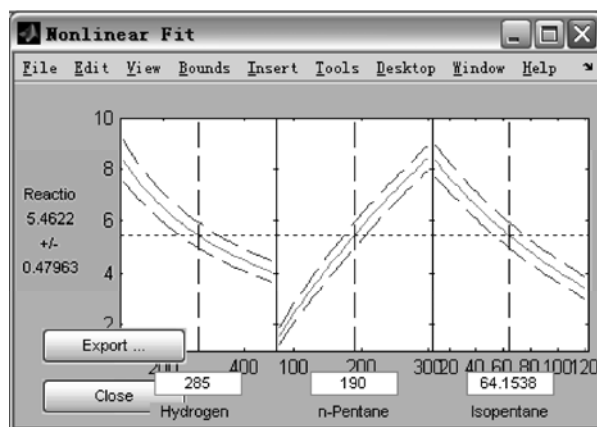 Nonlinear Fit
File Edit View Bounds Insert Tools Desktop Window Help
10
8
6
4
2
Reactio
5.4622
+/-
0.47963
200 400 100 200 300 20 40 60 80 100 120
Export ...
Close
285 190 64.1538
Hydrogen n-Pentane Isopentane